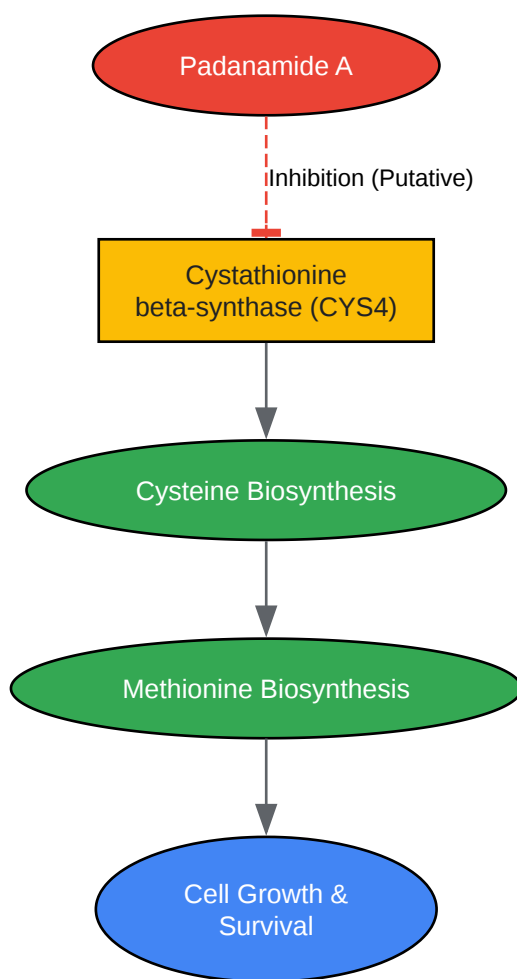 Padanamide A
Inhibition (Putative)
Cystathionine
beta-synthase (CYS4)
Cysteine Biosynthesis
Methionine Biosynthesis
Cell Growth &
Survival